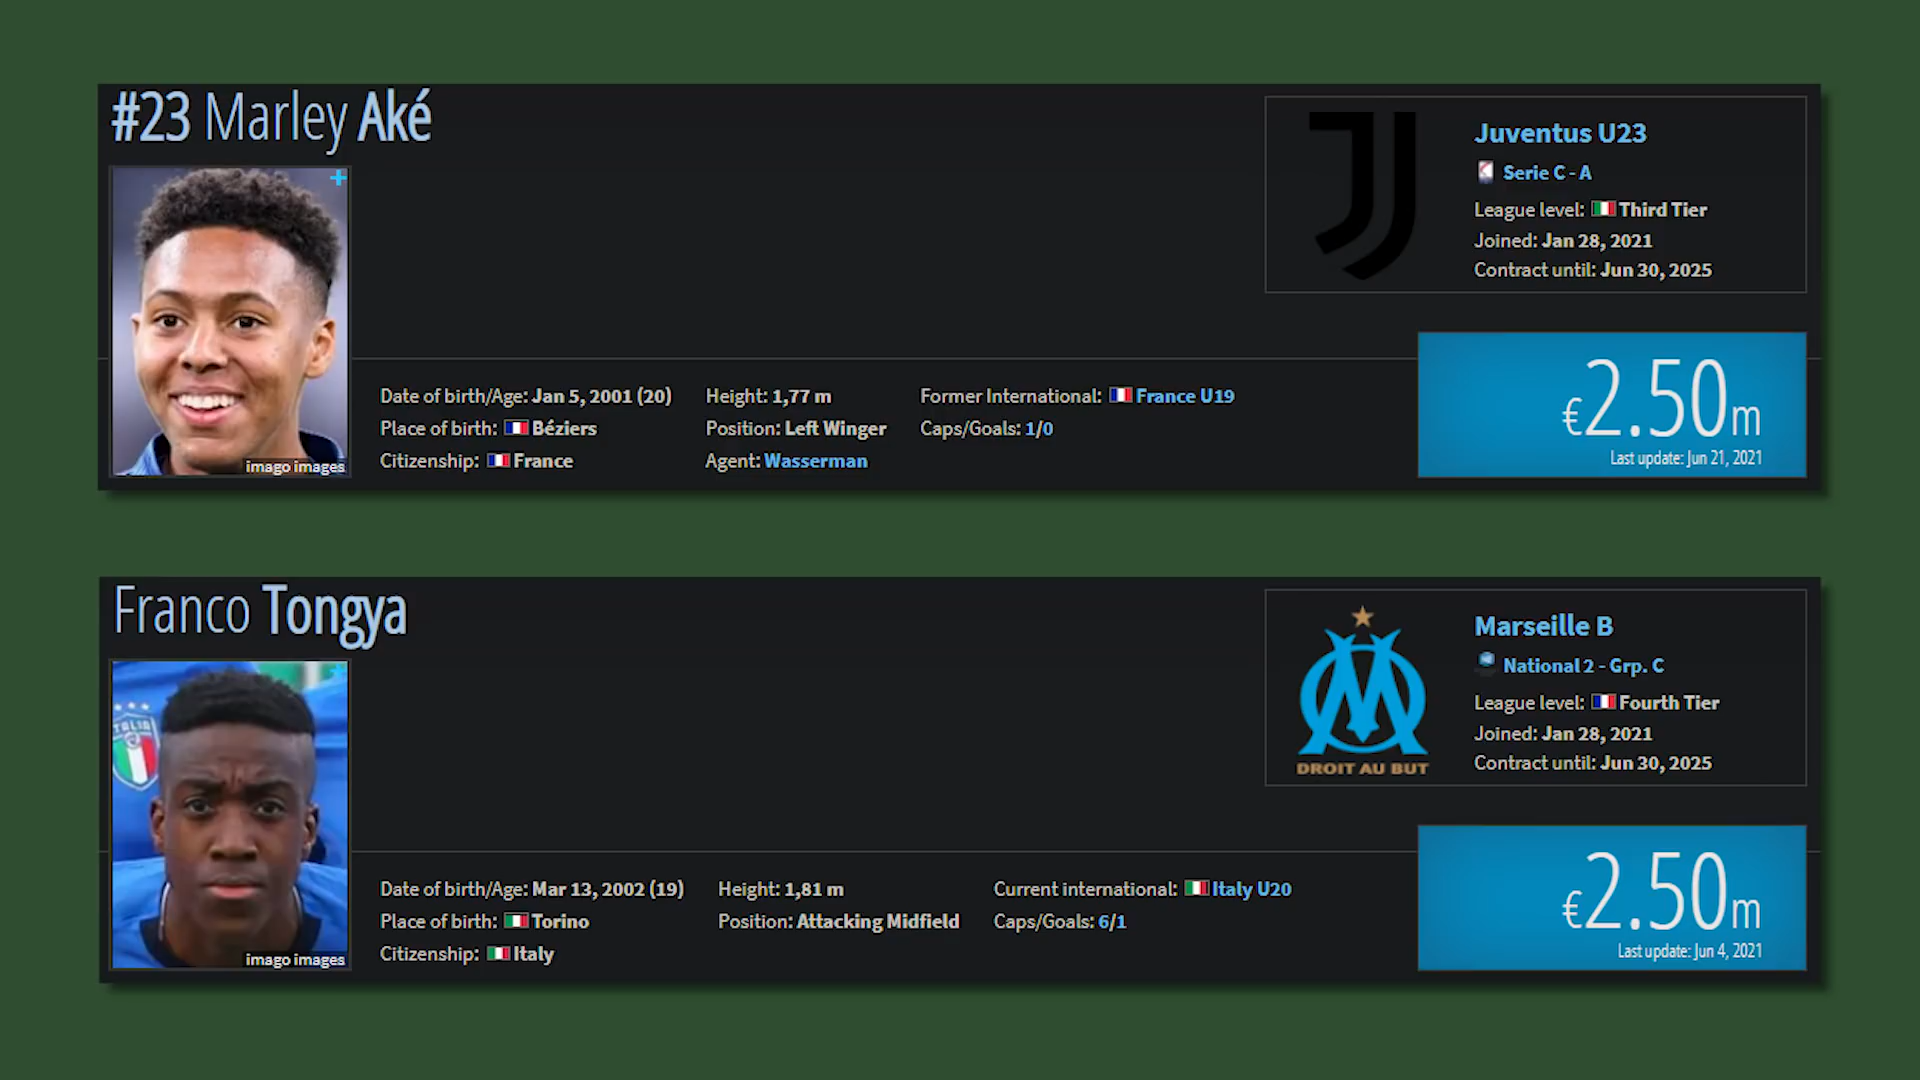 #23 Marley Aké
Juventus U23
Serie C - A
League level: Third Tier
Joined: Jan 28, 2021
Contract until: Jun 30, 2025
imago images
Date of birth/Age: Jan 5, 2001 (20)
Place of birth: Béziers
Citizenship: France
Height: 1,77 m
Position: Left Winger
Agent: Wasserman
Former International: France U19
Caps/Goals: 1/0
€2.50m
Last update: Jun 21, 2021
Franco Tongya
ITALIA
DROIT AU BUT
Marseille B
National 2 - Grp. C
League level: Fourth Tier
Joined: Jan 28, 2021
Contract until: Jun 30, 2025
imago images
Date of birth/Age: Mar 13, 2002 (19)
Place of birth: Torino
Citizenship: Italy
Height: 1,81 m
Position: Attacking Midfield
Current international: Italy U20
Caps/Goals: 6/1
€2.50m
Last update: Jun 4, 2021